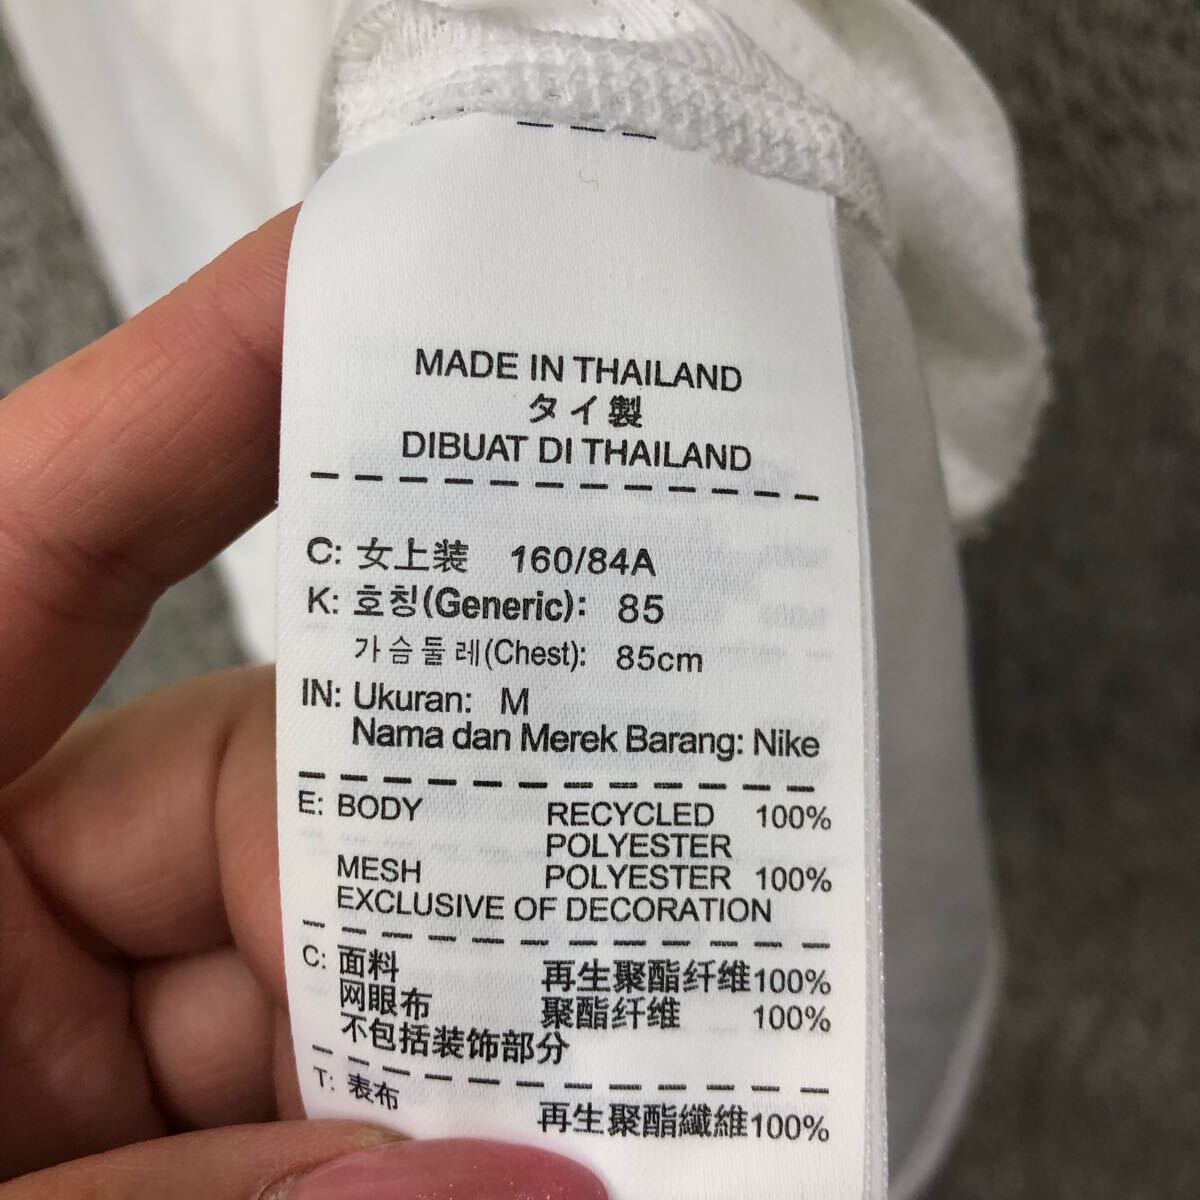 MADE IN THAILAND
タイ製
DIBUAT DI THAILAND
C: 女上装 160/84A
K: 호칭(Generic): 85
가슴둘레(Chest): 85cm
IN: Ukuran: M
Nama dan Merek Barang: Nike
E: BODY RECYCLED 100%
POLYESTER
MESH POLYESTER 100%
EXCLUSIVE OF DECORATION
C: 面料 再生聚酯纤维100%
网眼布 聚酯纤维 100%
不包括装饰部分
T: 表布 再生聚酯纖維100%